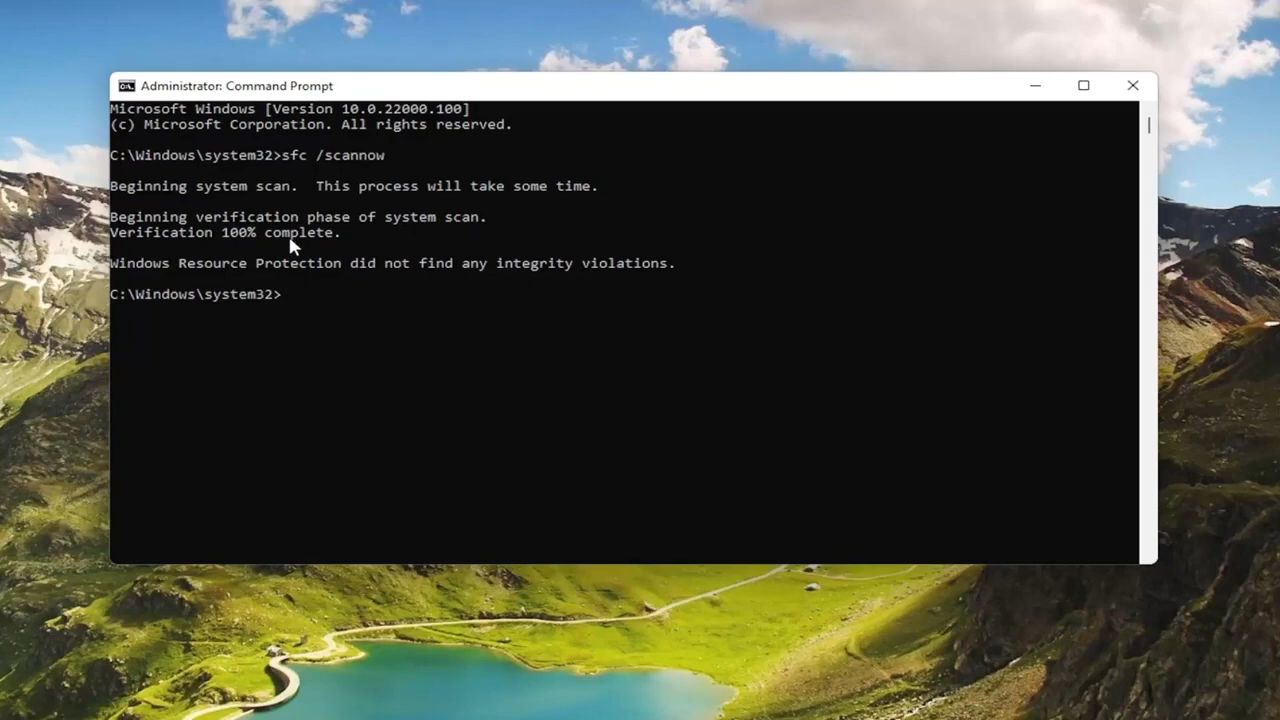 Administrator: Command Prompt
Microsoft Windows [Version 10.0.22000.100]
(c) Microsoft Corporation. All rights reserved.
C:\Windows\system32>sfc /scannow
Beginning system scan.  This process will take some time.
Beginning verification phase of system scan.
Verification 100% complete.
Windows Resource Protection did not find any integrity violations.
C:\Windows\system32>